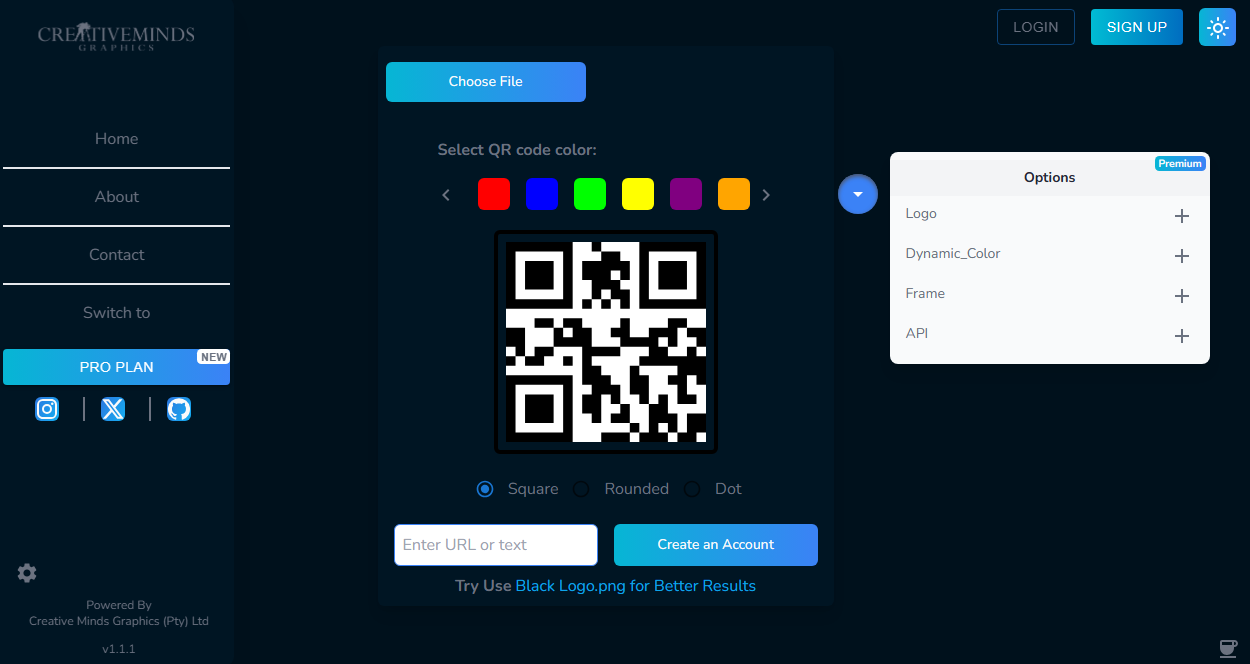 CREATIVEMINDS
GRAPHICS
Home
About
Contact
Switch to
PRO PLAN
NEW
Powered By
Creative Minds Graphics (Pty) Ltd
v1.1.1
LOGIN
SIGN UP
Choose File
Select QR code color:
Square
Rounded
Dot
Enter URL or text
Create an Account
Try Use Black Logo.png for Better Results
Premium
Options
Logo
Dynamic_Color
Frame
API